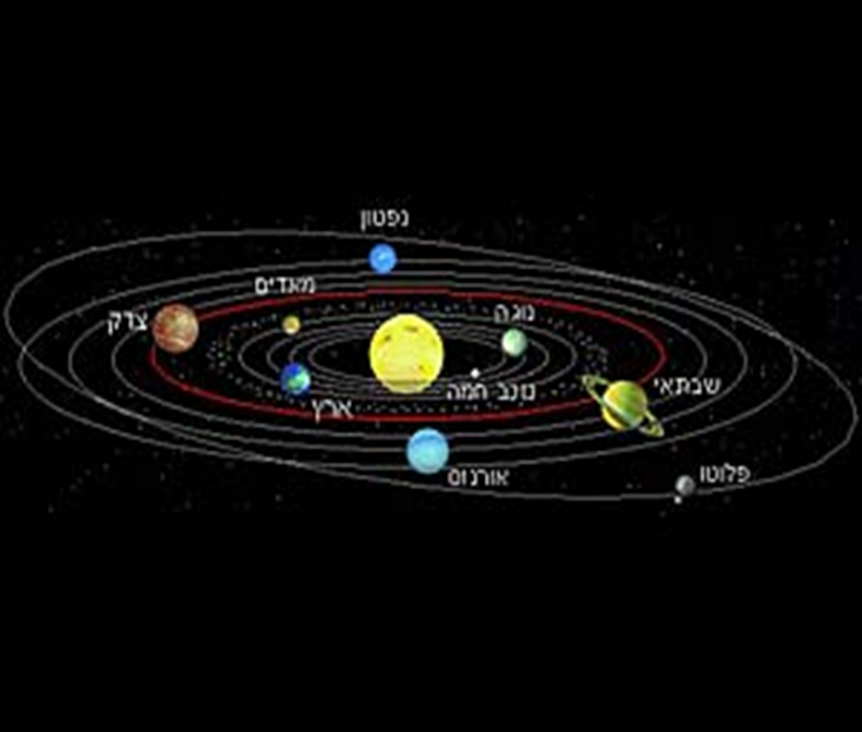 נפטון
מאדים
נוגה
צדק
כוכב חמה
שבתאי
ארץ
פלוטו
אורנוס